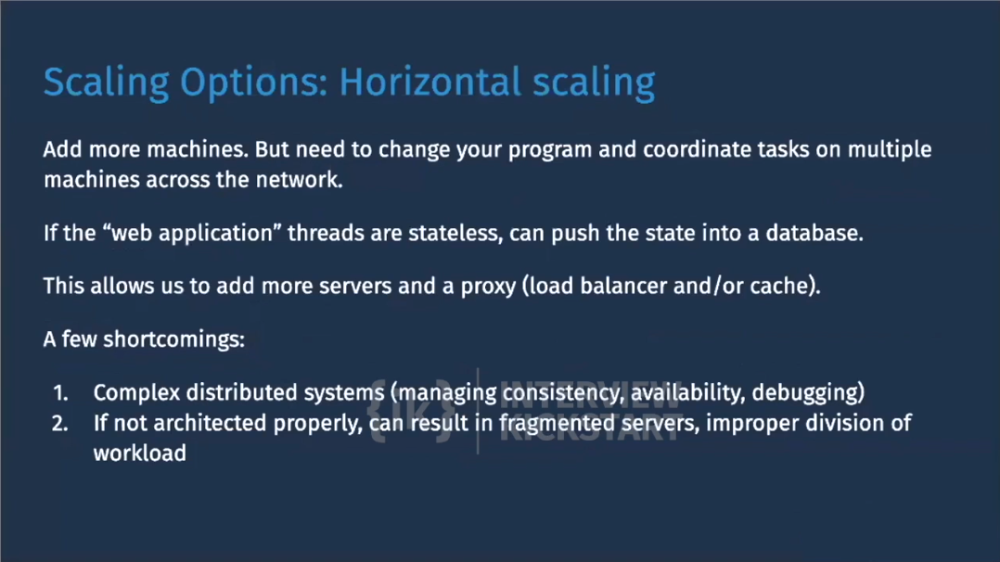 Scaling Options: Horizontal scaling
Add more machines. But need to change your program and coordinate tasks on multiple
machines across the network.
If the “web application” threads are stateless, can push the state into a database.
This allows us to add more servers and a proxy (load balancer and/or cache).
A few shortcomings:
1. Complex distributed systems (managing consistency, availability, debugging)
2. If not architected properly, can result in fragmented servers, improper division of
workload
{ik}
INTERVIEW
KICKSTART